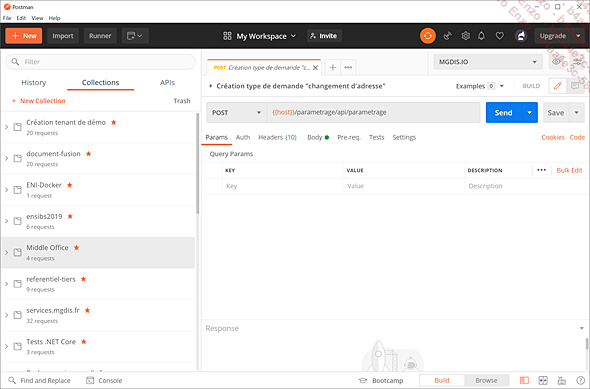 Postman
File Edit View Help
New Import Runner My Workspace Invite Upgrade
Filter
History Collections APIs
New Collection Trash
Création tenant de démo
20 requests
document-fusion
20 requests
ENI-Docker
1 request
ensibs2019
6 requests
Middle Office
4 requests
referentiel-tiers
9 requests
services.mgdis.fr
32 requests
Tests .NET Core
3 requests
POST Création type de demande "c...
MGDIS.IO
Création type de demande "changement d'adresse"
Examples 0 BUILD
POST {{host}}/parametrage/api/parametrage Send Save
Params Auth Headers (10) Body Pre-req. Tests Settings Cookies Code
Query Params
KEY VALUE DESCRIPTION Bulk Edit
Key Value Description
Response
Find and Replace Console Bootcamp Build Browse